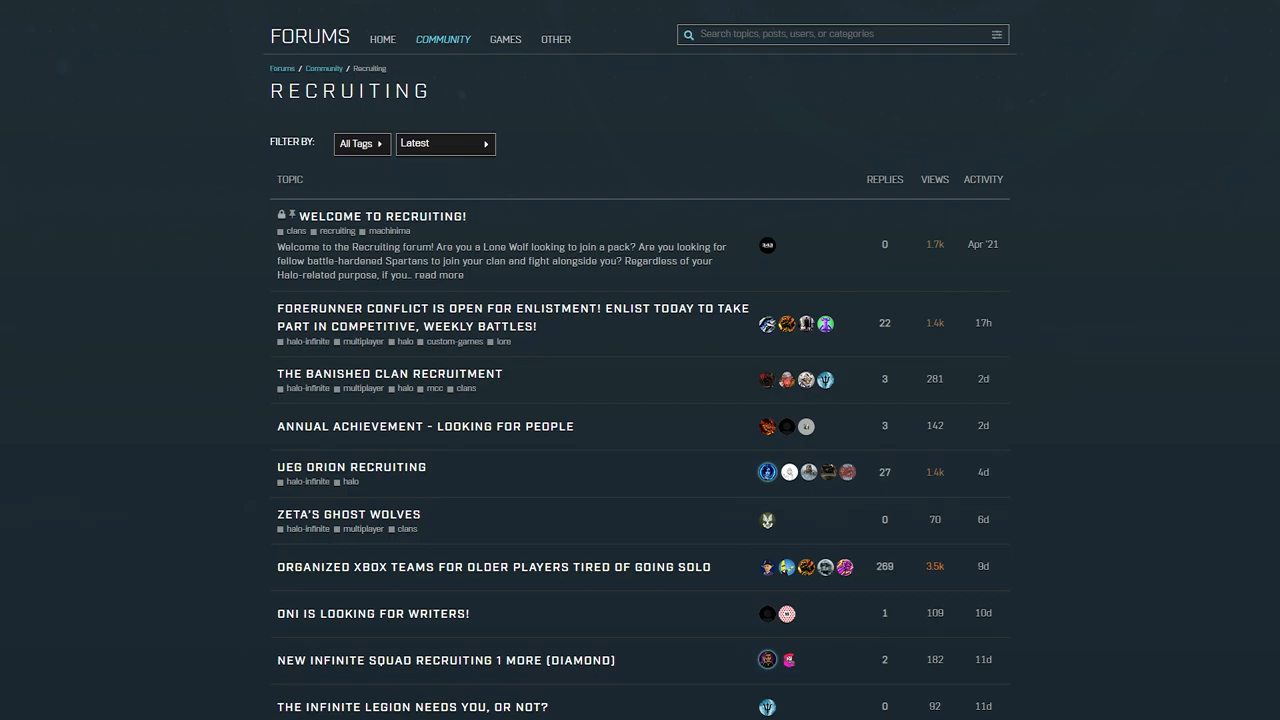 FORUMS HOME COMMUNITY GAMES OTHER Search topics, posts, users, or categories
Forums / Community / Recruiting
RECRUITING
FILTER BY: All Tags Latest
TOPIC REPLIES VIEWS ACTIVITY
WELCOME TO RECRUITING!
clans recruiting machinima
Welcome to the Recruiting forum! Are you a Lone Wolf looking to join a pack? Are you looking for
fellow battle-hardened Spartans to join your clan and fight alongside you? Regardless of your
Halo-related purpose, if you... read more
343 0 1.7k Apr '21
FORERUNNER CONFLICT IS OPEN FOR ENLISTMENT! ENLIST TODAY TO TAKE
PART IN COMPETITIVE, WEEKLY BATTLES!
halo-infinite multiplayer halo custom-games lore
22 1.4k 17h
THE BANISHED CLAN RECRUITMENT
halo-infinite multiplayer halo mcc clans
3 281 2d
ANNUAL ACHIEVEMENT - LOOKING FOR PEOPLE 3 142 2d
UEG ORION RECRUITING
halo-infinite halo
27 1.4k 4d
ZETA'S GHOST WOLVES
halo-infinite multiplayer clans
0 70 6d
ORGANIZED XBOX TEAMS FOR OLDER PLAYERS TIRED OF GOING SOLO 269 3.5k 9d
ONI IS LOOKING FOR WRITERS! 1 109 10d
NEW INFINITE SQUAD RECRUITING 1 MORE (DIAMOND) 2 182 11d
THE INFINITE LEGION NEEDS YOU, OR NOT? 0 92 11d